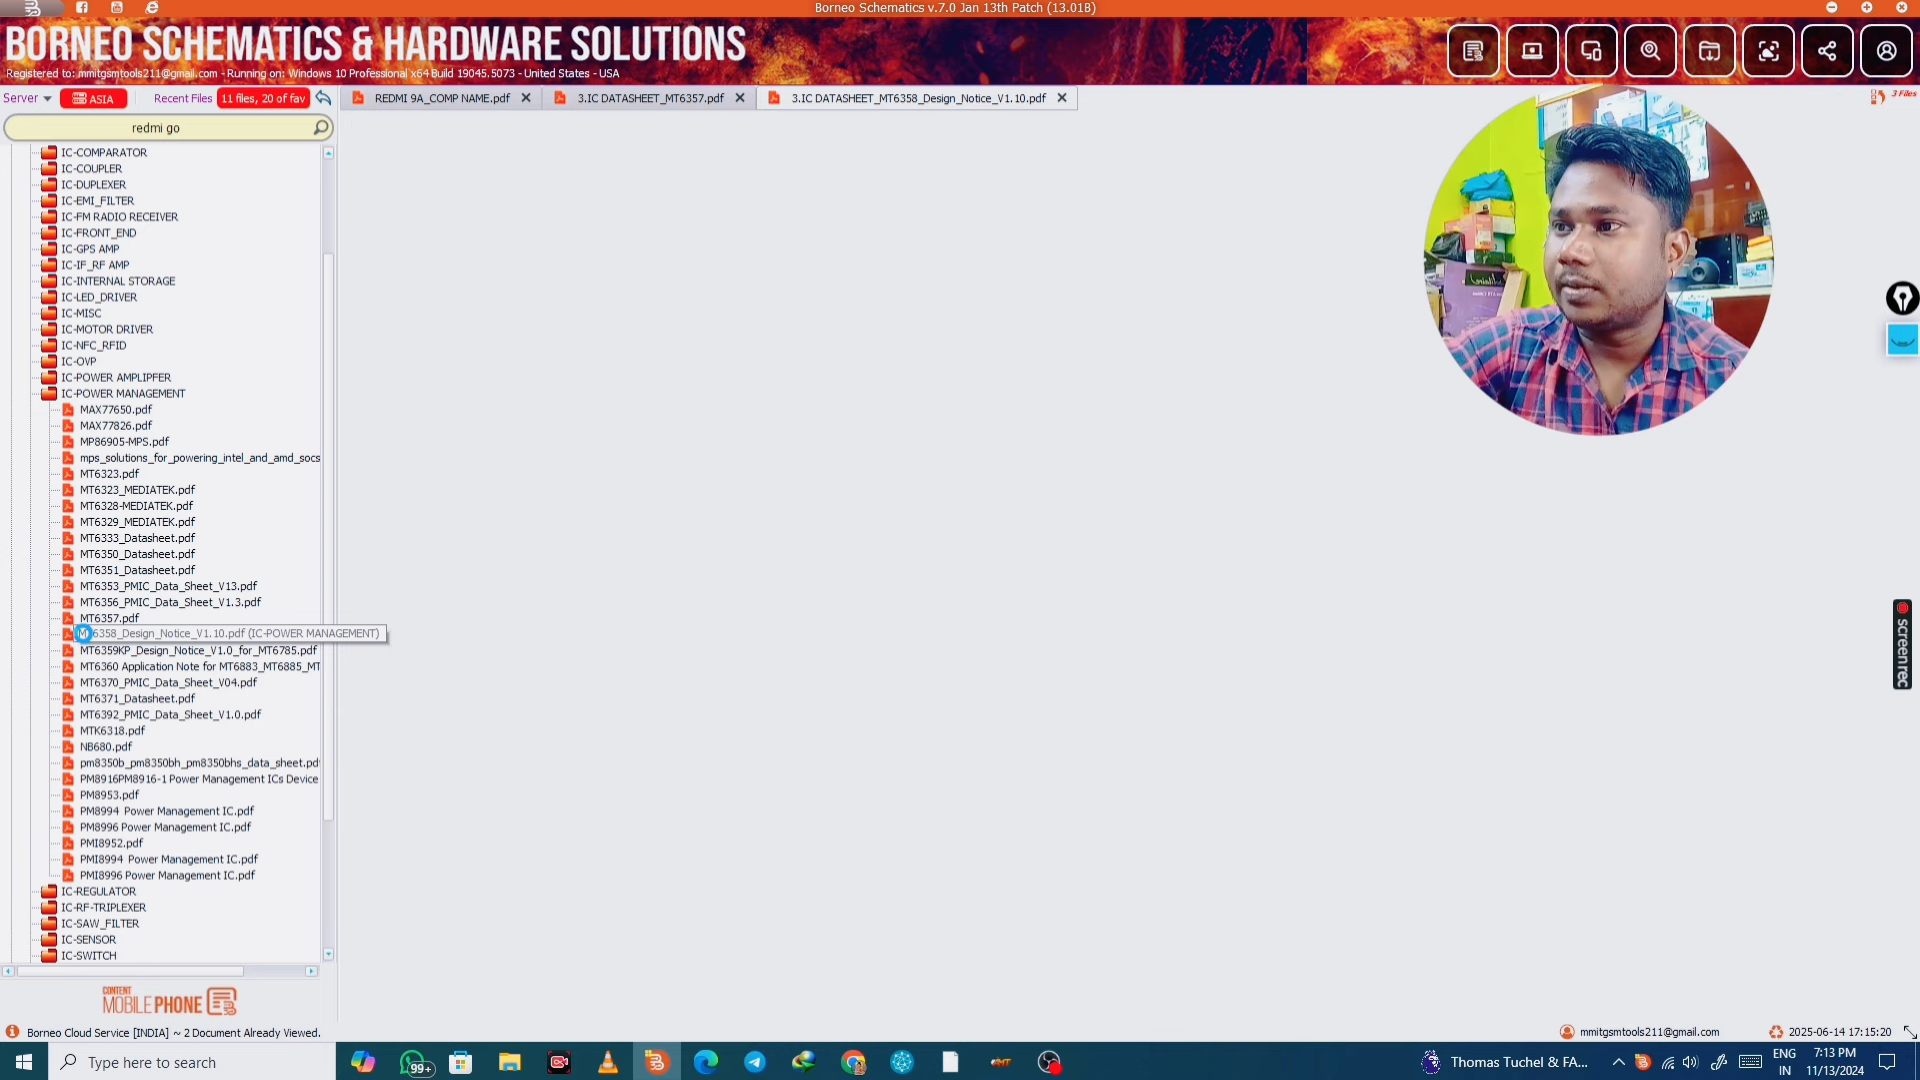 Borneo Schematics v.7.0 Jan 13th Patch (13.01B)
BORNEO SCHEMATICS & HARDWARE SOLUTIONS
Registered to: mmitgsmtools211@gmail.com - Running on: Windows 10 Professional x64 Build 19045.5073 - United States - USA
Server ASIA Recent Files 11 files, 20 of fav
REDMI 9A_COMP NAME.pdf 3.IC DATASHEET_MT6357.pdf 3.IC DATASHEET_MT6358_Design_Notice_V1.10.pdf 3 Files
redmi go
IC-COMPARATOR
IC-COUPLER
IC-DUPLEXER
IC-EMI_FILTER
IC-FM RADIO RECEIVER
IC-FRONT_END
IC-GPS AMP
IC-IF_RF AMP
IC-INTERNAL STORAGE
IC-LED_DRIVER
IC-MISC
IC-MOTOR DRIVER
IC-NFC_RFID
IC-OVP
IC-POWER AMPLIPFER
IC-POWER MANAGEMENT
MAX77650.pdf
MAX77826.pdf
MP86905-MPS.pdf
mps_solutions_for_powering_intel_and_amd_socs
MT6323.pdf
MT6323_MEDIATEK.pdf
MT6328-MEDIATEK.pdf
MT6329_MEDIATEK.pdf
MT6333_Datasheet.pdf
MT6350_Datasheet.pdf
MT6351_Datasheet.pdf
MT6353_PMIC_Data_Sheet_V13.pdf
MT6356_PMIC_Data_Sheet_V1.3.pdf
MT6357.pdf
MT6358_Design_Notice_V1.10.pdf (IC-POWER MANAGEMENT)
MT6359KP_Design_Notice_V1.0_for_MT6785.pdf
MT6360 Application Note for MT6883_MT6885_MT
MT6370_PMIC_Data_Sheet_V04.pdf
MT6371_Datasheet.pdf
MT6392_PMIC_Data_Sheet_V1.0.pdf
MTK6318.pdf
NB680.pdf
pm8350b_pm8350bh_pm8350bhs_data_sheet.pd
PM8916PM8916-1 Power Management ICs Device
PM8953.pdf
PM8994 Power Management IC.pdf
PM8996 Power Management IC.pdf
PMI8952.pdf
PMI8994 Power Management IC.pdf
PMI8996 Power Management IC.pdf
IC-REGULATOR
IC-RF-TRIPLEXER
IC-SAW_FILTER
IC-SENSOR
IC-SWITCH
screenrec
CONTENT
MOBILE PHONE
Borneo Cloud Service [INDIA] ~ 2 Document Already Viewed.
mmitgsmtools211@gmail.com 2025-06-14 17:15:20
Type here to search
99+
Thomas Tuchel & FA...
ENG
IN
7:13 PM
11/13/2024